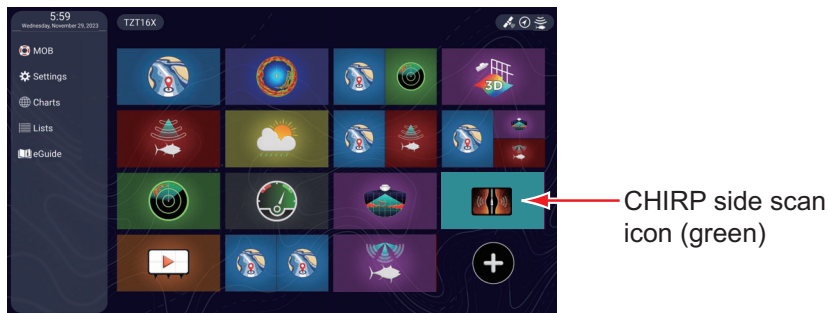 5:59
Wednesday, November 29, 2023
TZT16X
MOB
Settings
Charts
Lists
eGuide
3D
CHIRP side scan
icon (green)